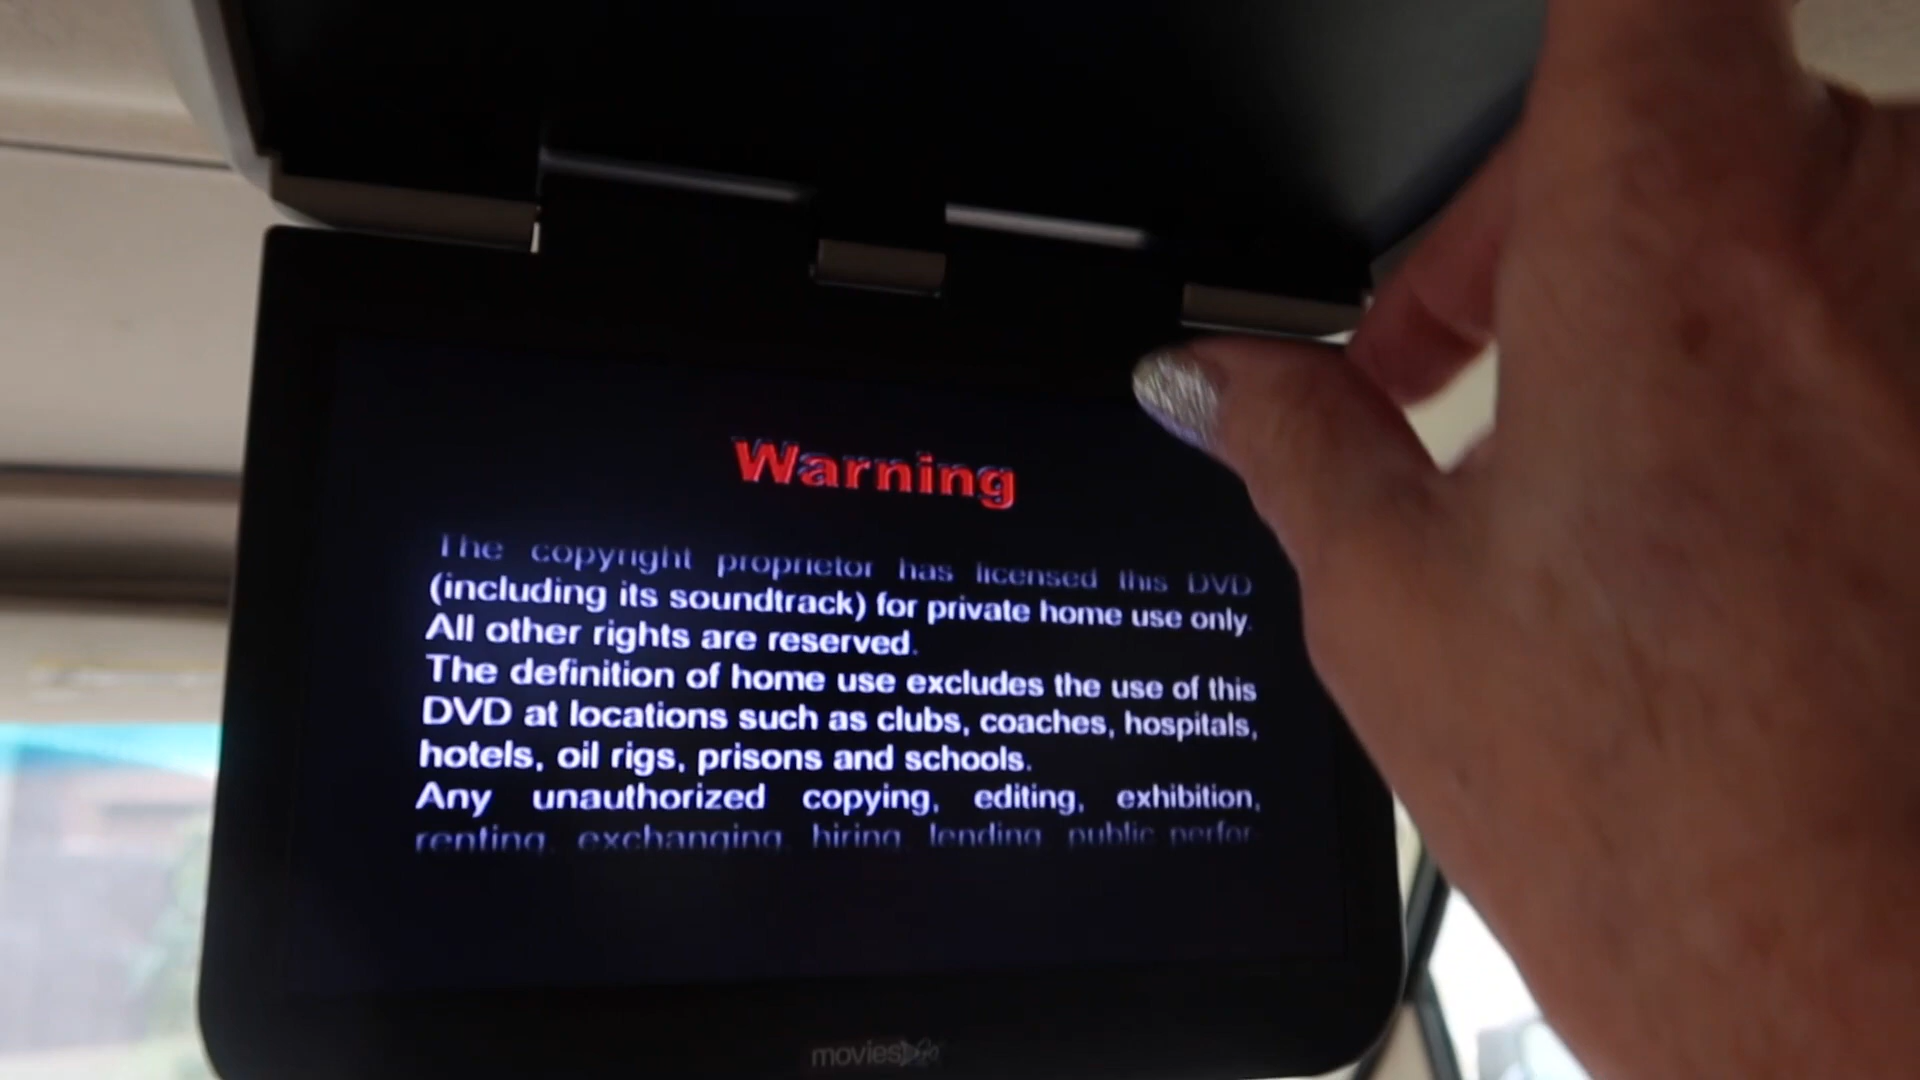 Warning
The copyright proprietor has licensed this DVD
(including its soundtrack) for private home use only.
All other rights are reserved.
The definition of home use excludes the use of this
DVD at locations such as clubs, coaches, hospitals,
hotels, oil rigs, prisons and schools.
Any unauthorized copying, editing, exhibition,
renting, exchanging, hiring, lending, public perfor-
movies2Go